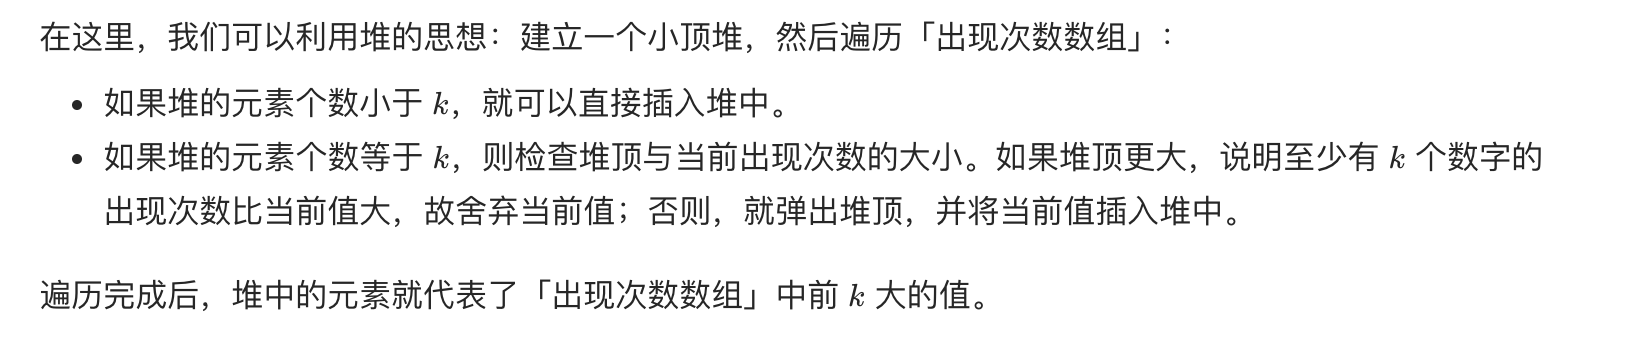 在这里，我们可以利用堆的思想：建立一个小顶堆，然后遍历「出现次数数组」：
• 如果堆的元素个数小于 k，就可以直接插入堆中。
• 如果堆的元素个数等于 k，则检查堆顶与当前出现次数的大小。如果堆顶更大，说明至少有 k 个数字的
出现次数比当前值大，故舍弃当前值；否则，就弹出堆顶，并将当前值插入堆中。
遍历完成后，堆中的元素就代表了「出现次数数组」中前 k 大的值。